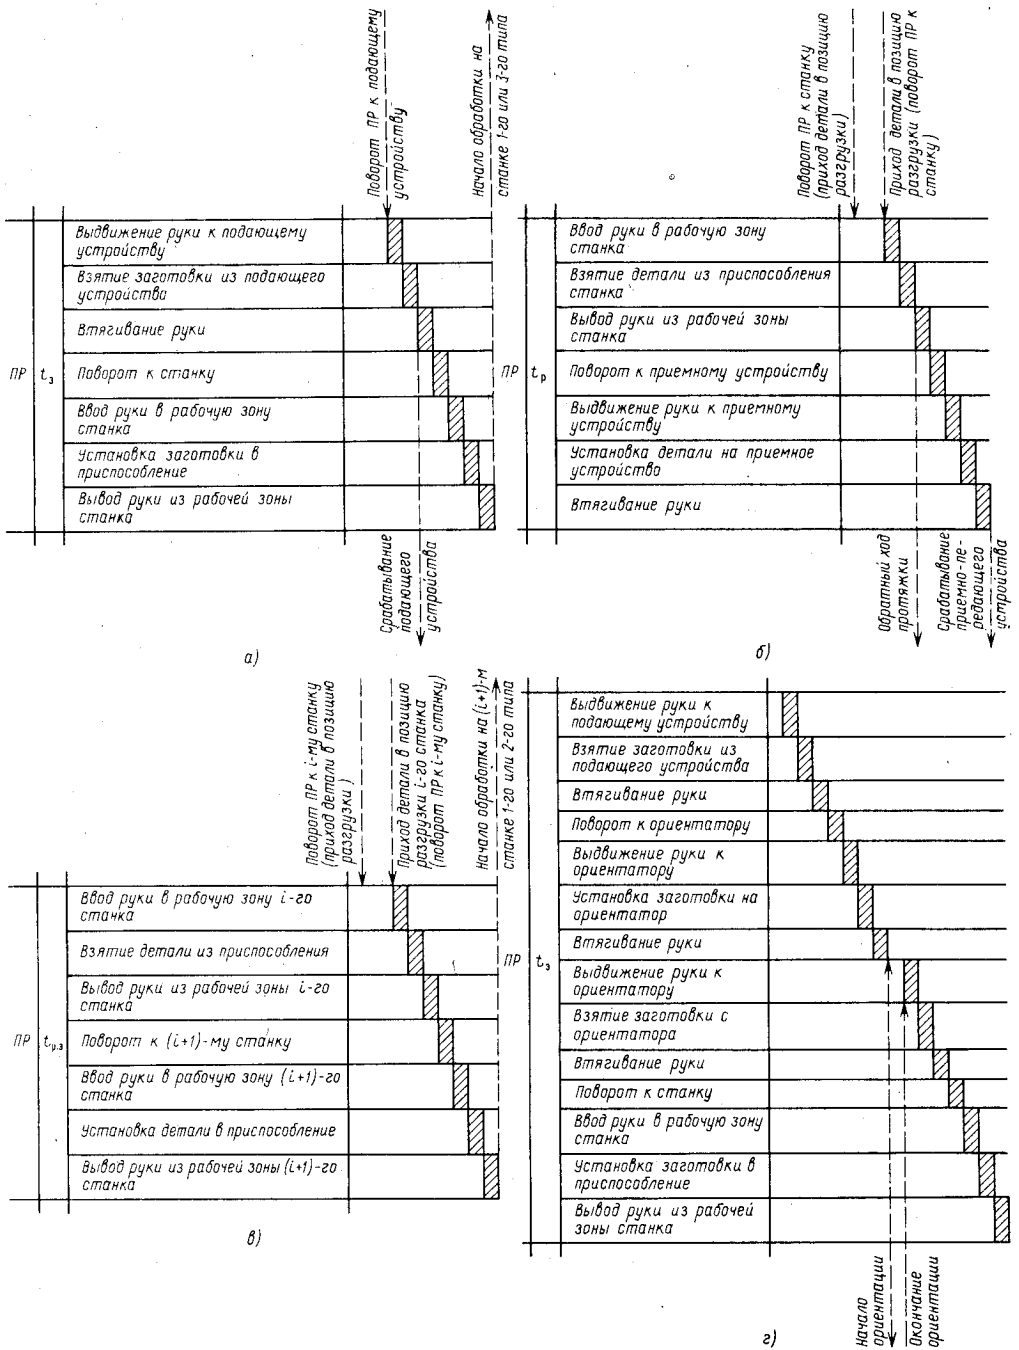 Поворот ПР к подающему
устройству
Начало обработки на
станке 1-го или 3-го типа
Выдвижение руки к подающему
устройству
Взятие заготовки из подающего
устройства
Втягивание руки
ПР
tз
Поворот к станку
Ввод руки в рабочую зону
станка
Установка заготовки в
приспособление
Вывод руки из рабочей зоны
станка
Срабатывание
подающего
устройства
а)
Поворот ПР к станку
(приход детали в позицию
разгрузки)
Приход детали в позицию
разгрузки (поворот ПР к
станку)
Ввод руки в рабочую зону
станка
Взятие детали из приспособления
станка
Вывод руки из рабочей зоны
станка
ПР
tр
Поворот к приемному устройству
Выдвижение руки к приемному
устройству
Установка детали на приемное
устройство
Втягивание руки
Обратный ход
протяжки
Срабатывание
приемно-пе-
редающего
устройства
б)
Поворот ПР к i-му станку
(приход детали в позицию
разгрузки)
Приход детали в позицию
разгрузки i-го станка
(поворот ПР к i-му станку)
Начало обработки на (i+1)-м
станке 1-го или 2-го типа
Ввод руки в рабочую зону i-го
станка
Взятие детали из приспособления
Вывод руки из рабочей зоны i-го
станка
ПР
tр.з
Поворот к (i+1)-му станку
Ввод руки в рабочую зону (i+1)-го
станка
Установка детали в приспособление
Вывод руки из рабочей зоны (i+1)-го
станка
в)
Выдвижение руки к
подающему устройству
Взятие заготовки из
подающего устройства
Втягивание руки
Поворот к ориентатору
Выдвижение руки к
ориентатору
Установка заготовки на
ориентатор
Втягивание руки
ПР
tз
Выдвижение руки к
ориентатору
Взятие заготовки с
ориентатора
Втягивание руки
Поворот к станку
Ввод руки в рабочую зону
станка
Установка заготовки в
приспособление
Вывод руки из рабочей
зоны станка
Начало
ориентации
Окончание
ориентации
г)